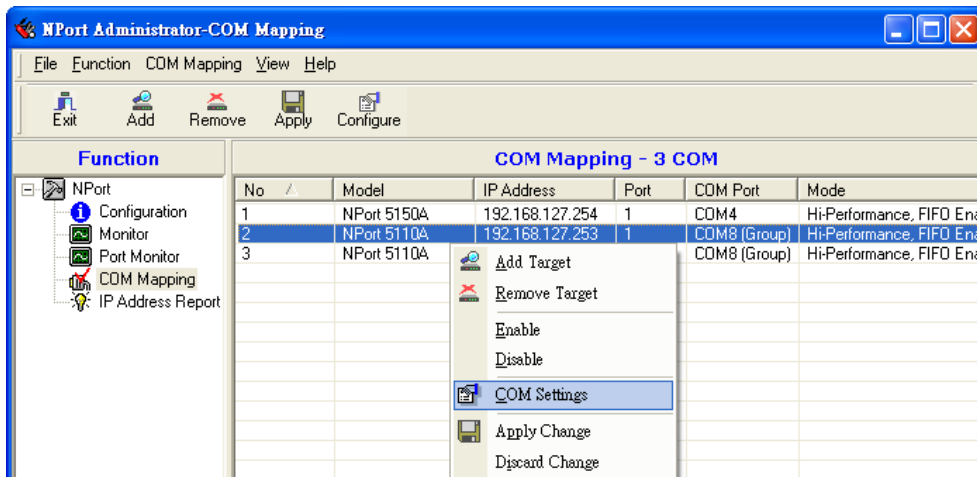 NPort Administrator-COM Mapping
File Function COM Mapping View Help
Exit Add Remove Apply Configure
Function
COM Mapping - 3 COM
NPort
Configuration
Monitor
Port Monitor
COM Mapping
IP Address Report
No Model IP Address Port COM Port Mode
1 NPort 5150A 192.168.127.254 1 COM4 Hi-Performance, FIFO Ena
2 NPort 5110A 192.168.127.253 1 COM8 (Group) Hi-Performance, FIFO Ena
3 NPort 5110A COM8 (Group) Hi-Performance, FIFO Ena
Add Target
Remove Target
Enable
Disable
COM Settings
Apply Change
Discard Change